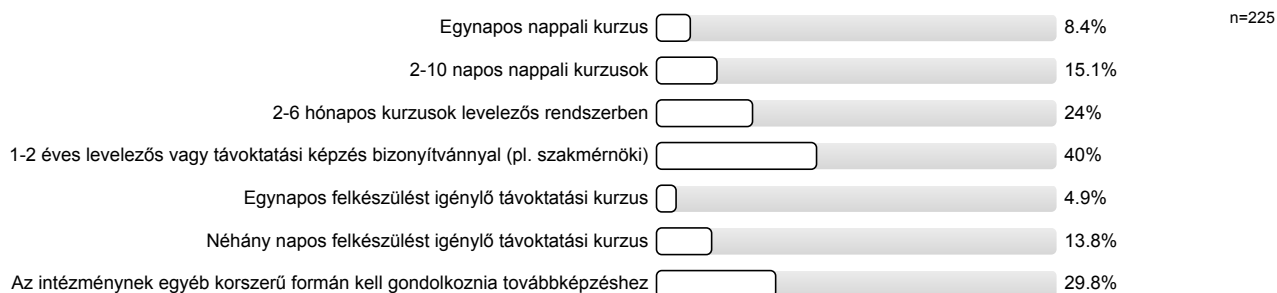 n=225
Egynapos nappali kurzus 8.4%
2-10 napos nappali kurzusok 15.1%
2-6 hónapos kurzusok levelezős rendszerben 24%
1-2 éves levelezős vagy távoktatási képzés bizonyítvánnyal (pl. szakmérnöki) 40%
Egynapos felkészülést igénylő távoktatási kurzus 4.9%
Néhány napos felkészülést igénylő távoktatási kurzus 13.8%
Az intézménynek egyéb korszerű formán kell gondolkoznia továbbképzéshez 29.8%